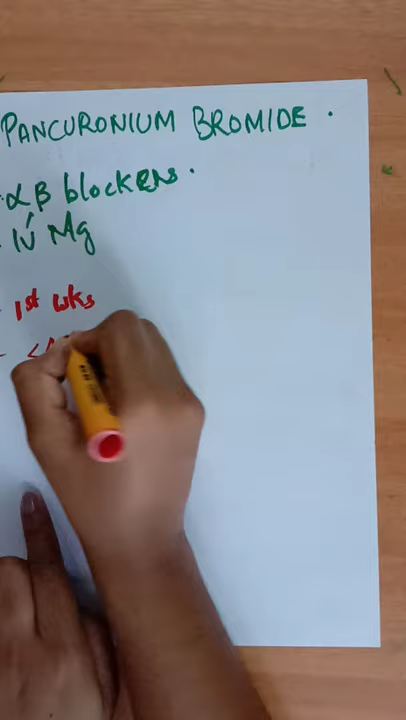 PANCURONIUM BROMIDE.
αβ blockers.
IV Mg
1st wks